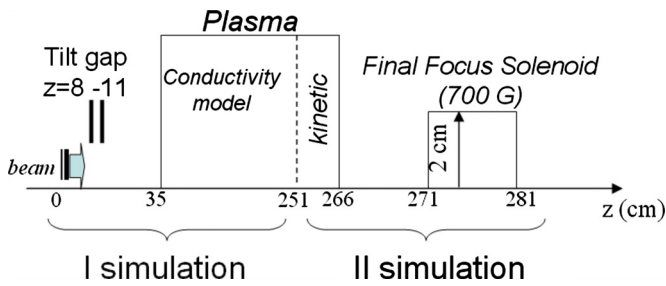 Plasma
Tilt gap
z=8 -11
Conductivity
model
kinetic
Final Focus Solenoid
(700 G)
2 cm
beam
0
35
251
266
271
281
z (cm)
I simulation
II simulation